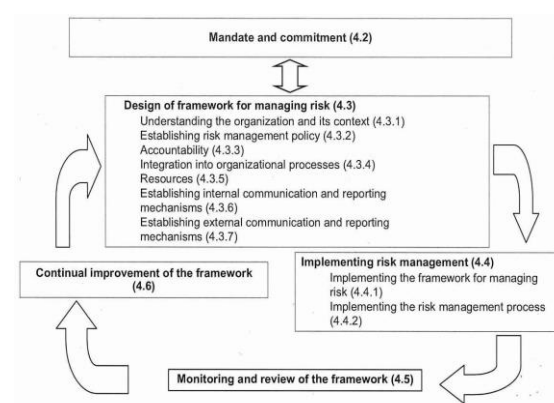 Mandate and commitment (4.2)
Design of framework for managing risk (4.3)
Understanding the organization and its context (4.3.1)
Establishing risk management policy (4.3.2)
Accountability (4.3.3)
Integration into organizational processes (4.3.4)
Resources (4.3.5)
Establishing internal communication and reporting
mechanisms (4.3.6)
Establishing external communication and reporting
mechanisms (4.3.7)
Implementing risk management (4.4)
Implementing the framework for managing
risk (4.4.1)
Implementing the risk management process
(4.4.2)
Continual improvement of the framework
(4.6)
Monitoring and review of the framework (4.5)